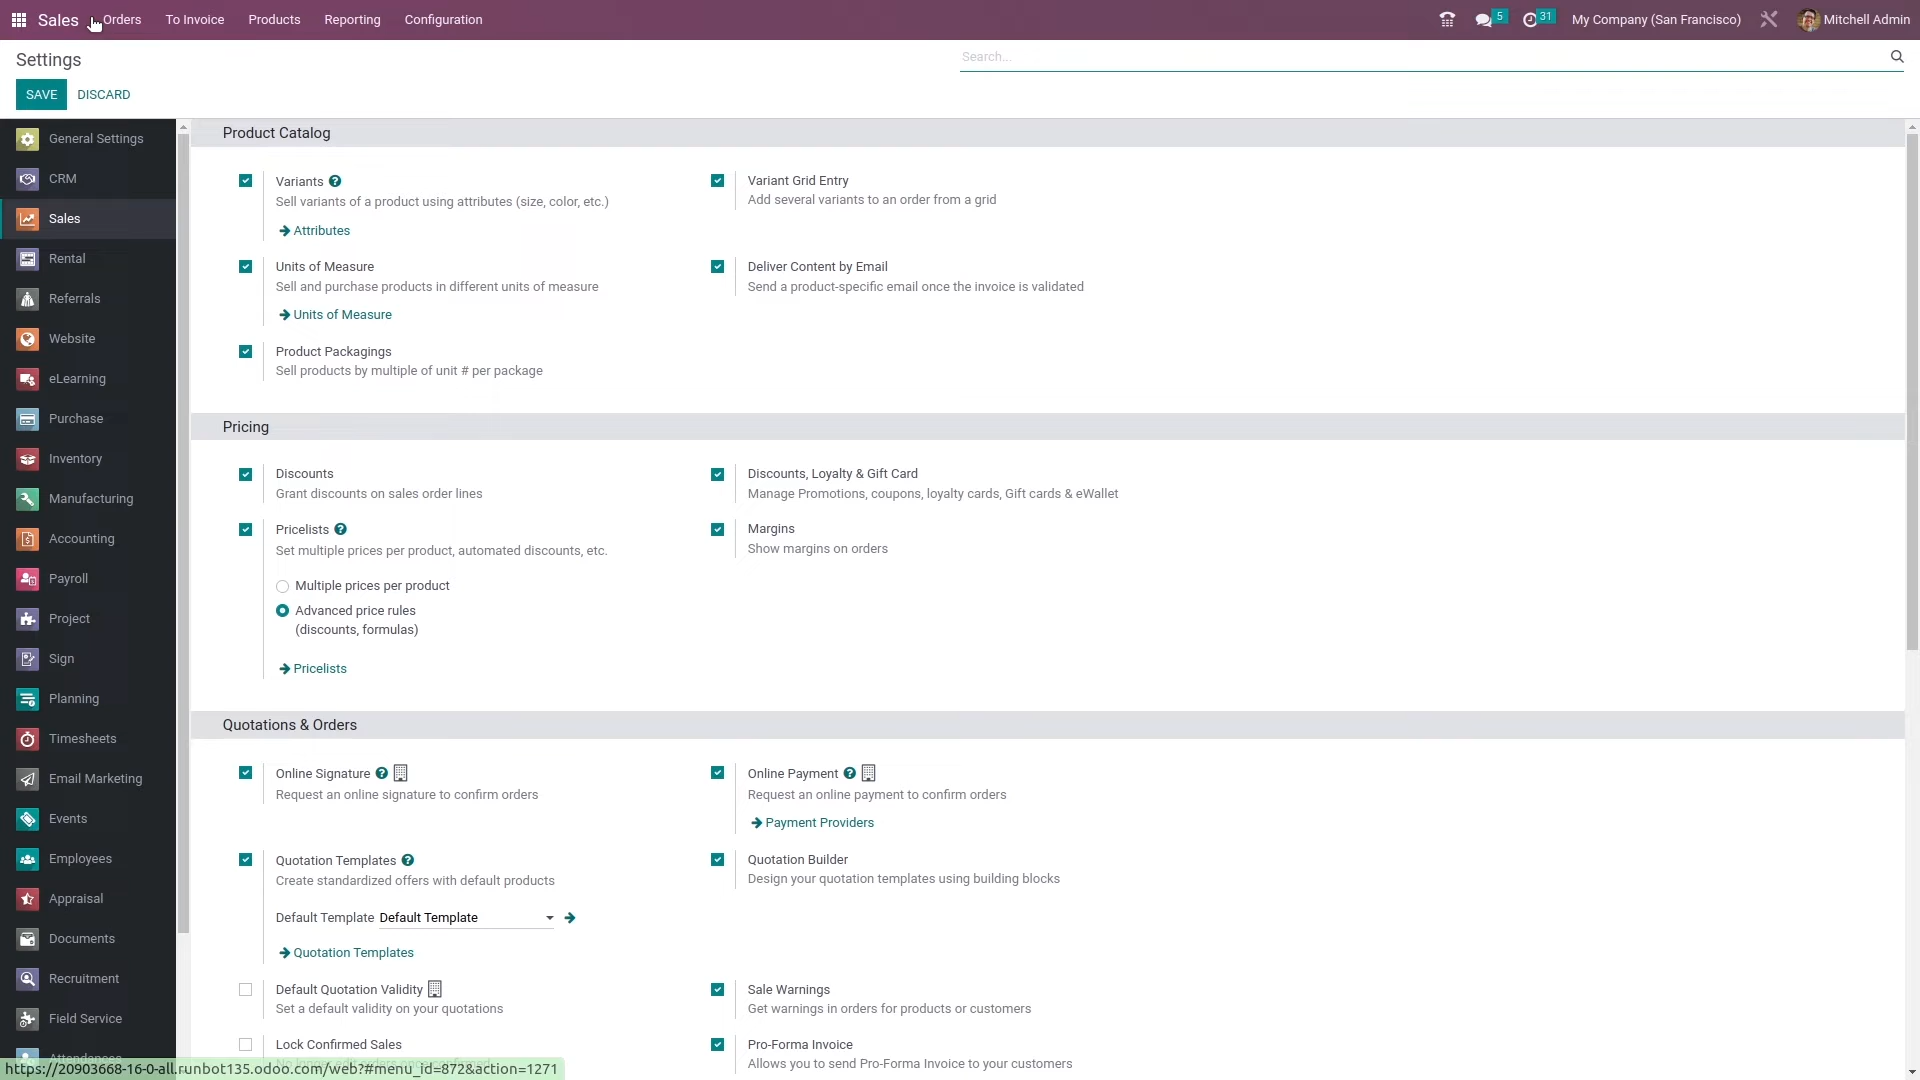 Sales Orders To Invoice Products Reporting Configuration 5 31 My Company (San Francisco) Mitchell Admin
Settings
Search...
SAVE DISCARD
General Settings
CRM
Sales
Rental
Referrals
Website
eLearning
Purchase
Inventory
Manufacturing
Accounting
Payroll
Project
Sign
Planning
Timesheets
Email Marketing
Events
Employees
Appraisal
Documents
Recruitment
Field Service
Attendances
Product Catalog
Variants
Sell variants of a product using attributes (size, color, etc.)
Attributes
Variant Grid Entry
Add several variants to an order from a grid
Units of Measure
Sell and purchase products in different units of measure
Units of Measure
Deliver Content by Email
Send a product-specific email once the invoice is validated
Product Packagings
Sell products by multiple of unit # per package
Pricing
Discounts
Grant discounts on sales order lines
Discounts, Loyalty & Gift Card
Manage Promotions, coupons, loyalty cards, Gift cards & eWallet
Pricelists
Set multiple prices per product, automated discounts, etc.
Multiple prices per product
Advanced price rules
(discounts, formulas)
Pricelists
Margins
Show margins on orders
Quotations & Orders
Online Signature
Request an online signature to confirm orders
Online Payment
Request an online payment to confirm orders
Payment Providers
Quotation Templates
Create standardized offers with default products
Default Template Default Template
Quotation Templates
Quotation Builder
Design your quotation templates using building blocks
Default Quotation Validity
Set a default validity on your quotations
Sale Warnings
Get warnings in orders for products or customers
Lock Confirmed Sales
No longer edit orders once confirmed
Pro-Forma Invoice
Allows you to send Pro-Forma Invoice to your customers
https://20903668-16-0-all.runbot135.odoo.com/web?#menu_id=872&action=1271